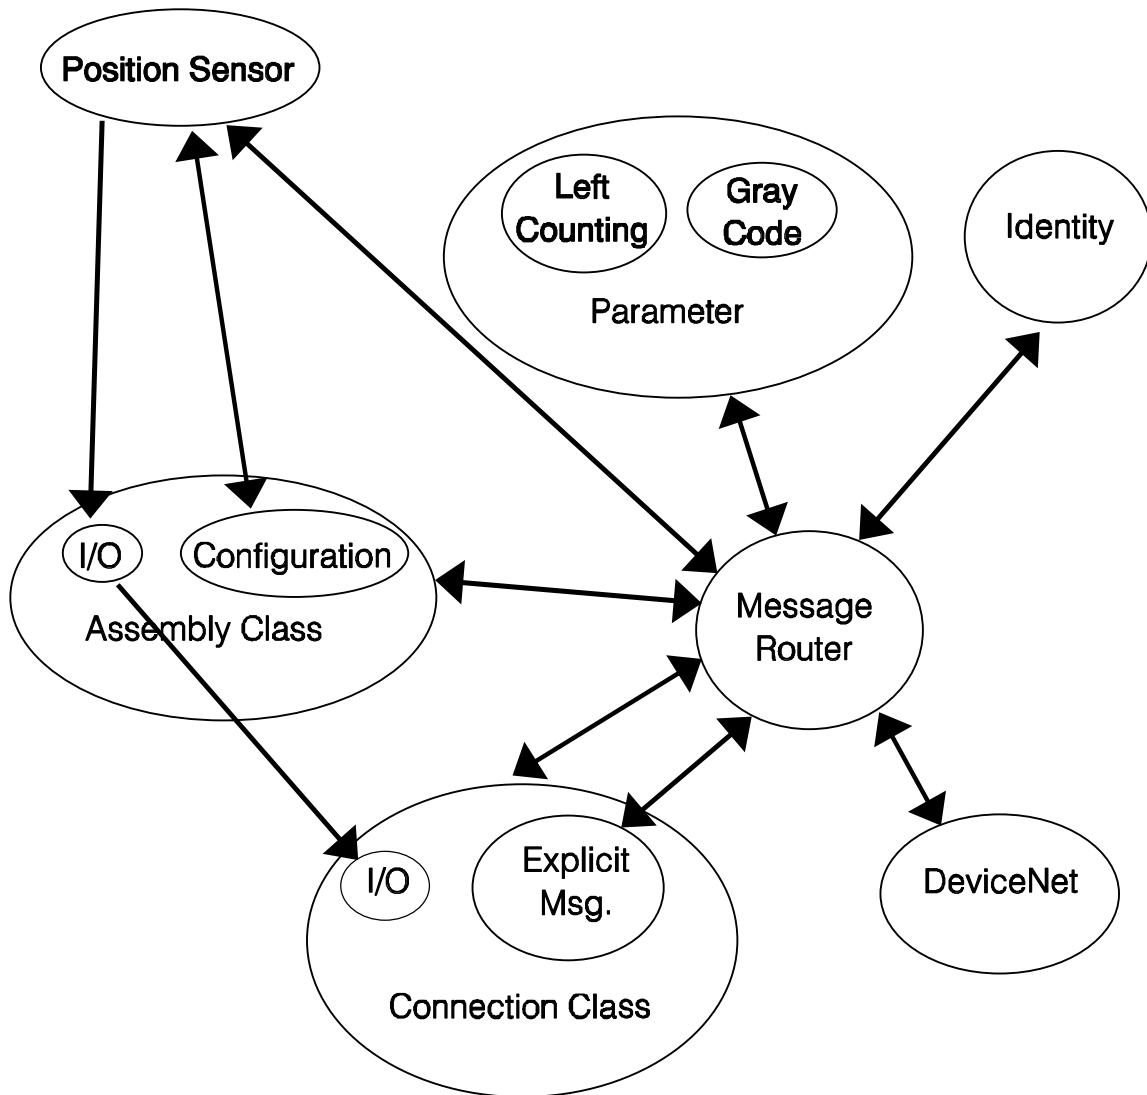 Position Sensor
Left
Counting
Gray
Code
Parameter
Identity
I/O
Configuration
Assembly Class
Message
Router
I/O
Explicit
Msg.
Connection Class
DeviceNet